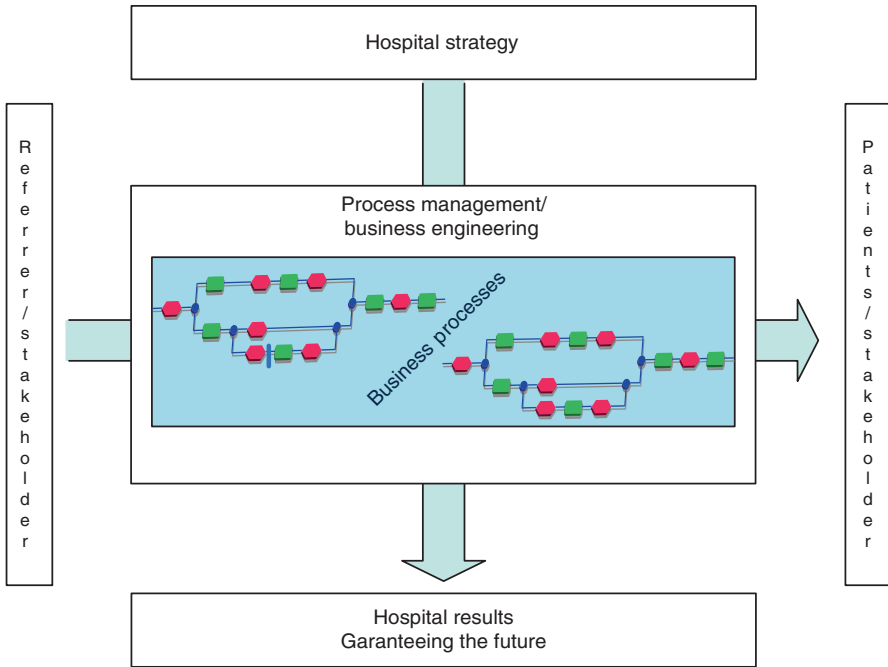 Hospital strategy
Referrer/stakeholder
Process management/
business engineering
Business processes
Patients/stakeholder
Hospital results
Garanteeing the future